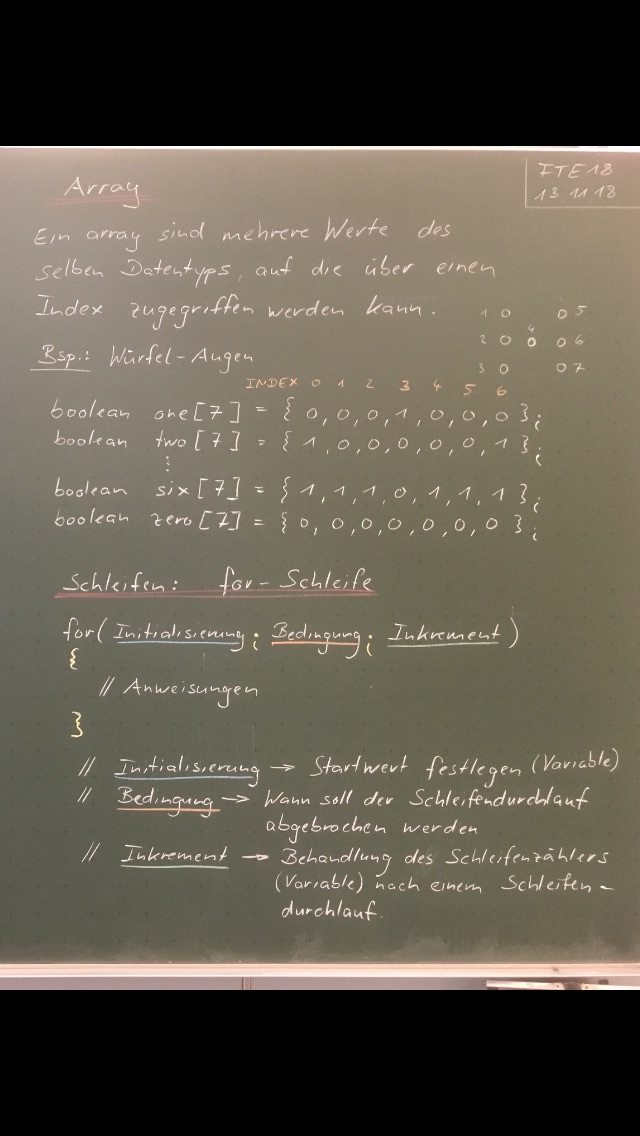 Array
FTE 18
13 11 18
Ein array sind mehrere Werte des
selben Datentyps, auf die über einen
Index zugegriffen werden kann.
1 0 0 5
2 0 0 0 6
4
3 0 0 7
Bsp.: Würfel-Augen
INDEX 0 1 2 3 4 5 6
boolean one[7] = { 0, 0, 0, 1, 0, 0, 0 };
boolean two[7] = { 1, 0, 0, 0, 0, 0, 1 };
⋮
boolean six[7] = { 1, 1, 1, 0, 1, 1, 1 };
boolean zero[7] = { 0, 0, 0, 0, 0, 0, 0 };
Schleifen: for-Schleife
for( Initialisierung ; Bedingung ; Inkrement )
{
// Anweisungen
}
// Initialisierung → Startwert festlegen (Variable)
// Bedingung → Wann soll der Schleifendurchlauf
abgebrochen werden
// Inkrement → Behandlung des Schleifenzählers
(Variable) nach einem Schleifen-
durchlauf.